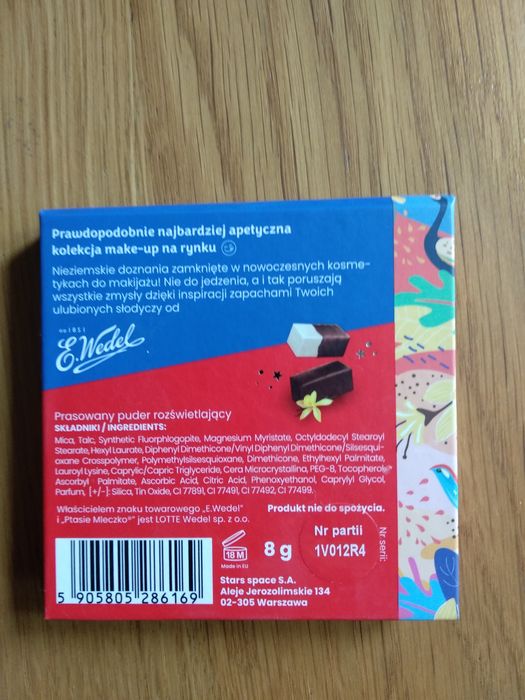 Prawdopodobnie najbardziej apetyczna
kolekcja make-up na rynku
Nieziemskie doznania zamknięte w nowoczesnych kosme-
tykach do makijażu! Nie do jedzenia, a i tak poruszają
wszystkie zmysły dzięki inspiracji zapachami Twoich
ulubionych słodyczy od
E.Wedel
Prasowany puder rozświetlający
SKŁADNIKI / INGREDIENTS:
Mica, Talc, Synthetic Fluorphlogopite, Magnesium Myristate, Octyldodecyl Stearoyl
Stearate, Hexyl Laurate, Diphenyl Dimethicone/Vinyl Diphenyl Dimethicone/Silsesqui-
oxane Crosspolymer, Polymethylsilsesquioxane, Dimethicone, Ethylhexyl Palmitate,
Lauroyl Lysine, Caprylic/Capric Triglyceride, Cera Microcrystallina, PEG-8, Tocopherol,
Ascorbyl Palmitate, Ascorbic Acid, Citric Acid, Phenoxyethanol, Caprylyl Glycol,
Parfum, [+/-]: Silica, Tin Oxide, CI 77891, CI 77491, CI 77492, CI 77499.
Właścicielem znaku towarowego „E.Wedel”
i „Ptasie Mleczko®” jest LOTTE Wedel sp. z o.o.
Produkt nie do spożycia.
Nr partii
1V012R4
Nr serii:
18 M
Made in EU
8 g
Stars space S.A.
Aleje Jerozolimskie 134
02-305 Warszawa
5 905805 286169